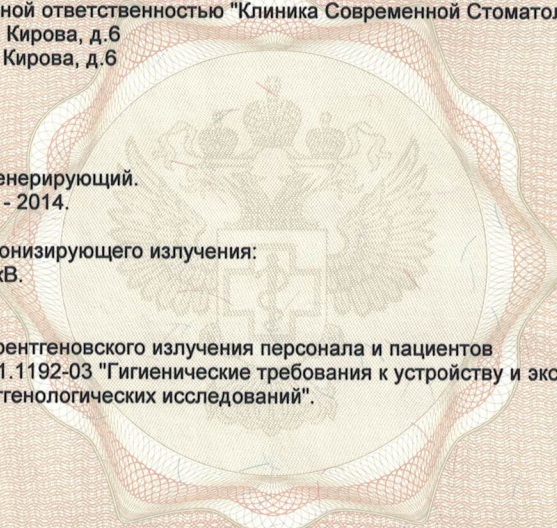 ной ответственностью "Клиника Современной Стоматол
Кирова, д.6
Кирова, д.6
енерирующий.
- 2014.
онизирующего излучения:
кВ.
рентгеновского излучения персонала и пациентов
1.1192-03 "Гигиенические требования к устройству и экс
тгенологических исследований".